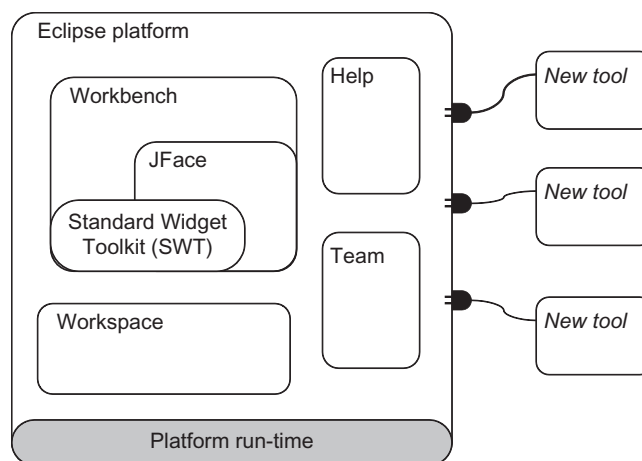 Eclipse platform
Workbench
JFace
Standard Widget
Toolkit (SWT)
Workspace
Help
Team
Platform run-time
New tool
New tool
New tool